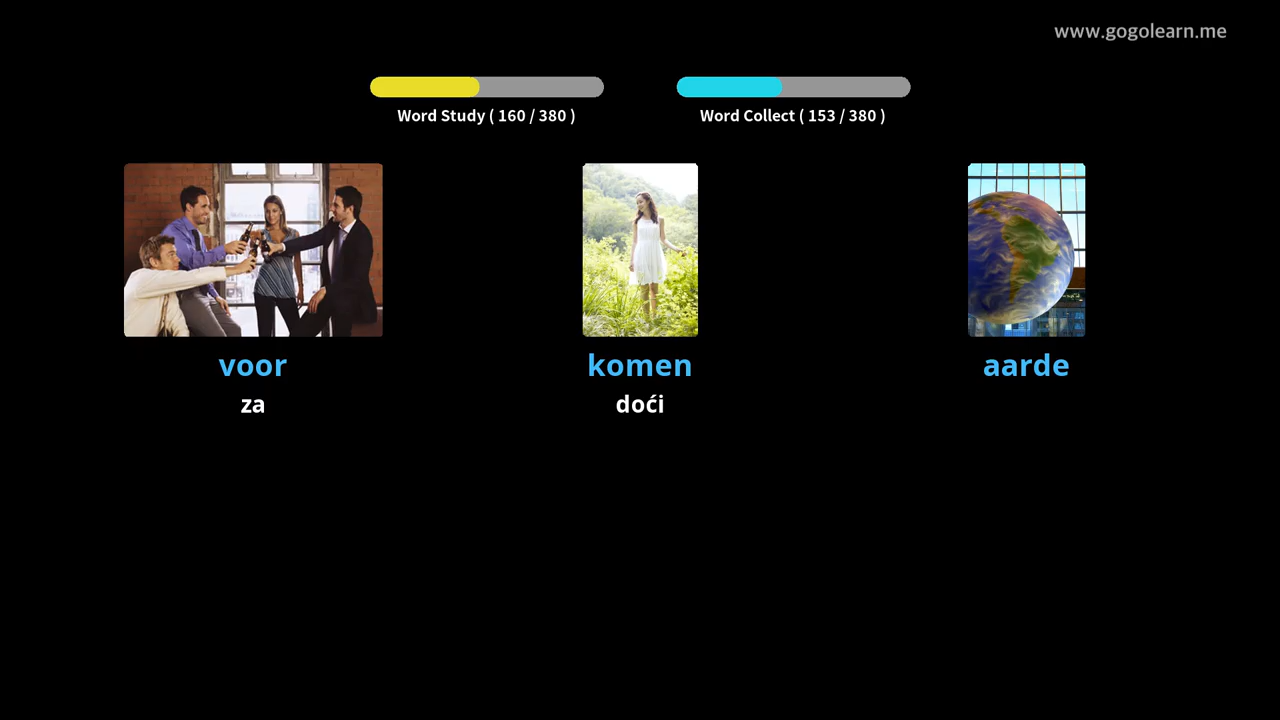 www.gogolearn.me
Word Study ( 160 / 380 )
Word Collect ( 153 / 380 )
voor
komen
aarde
za
doći